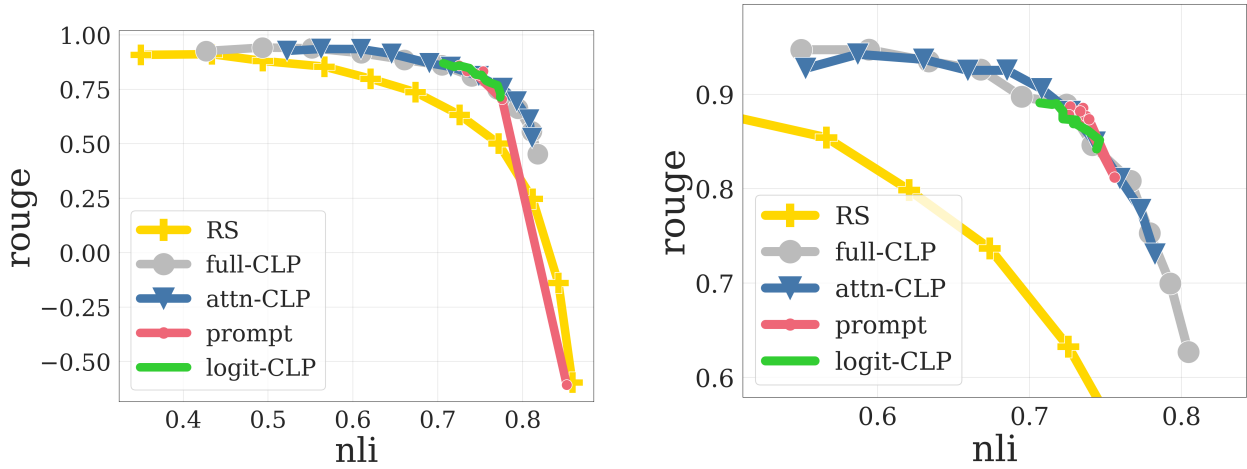 1.00
0.75
0.50
0.25
0.00
−0.25
−0.50
rouge
RS
full-CLP
attn-CLP
prompt
logit-CLP
0.4 0.5 0.6 0.7 0.8
nli
0.9
0.8
0.7
0.6
rouge
RS
full-CLP
attn-CLP
prompt
logit-CLP
0.6 0.7 0.8
nli